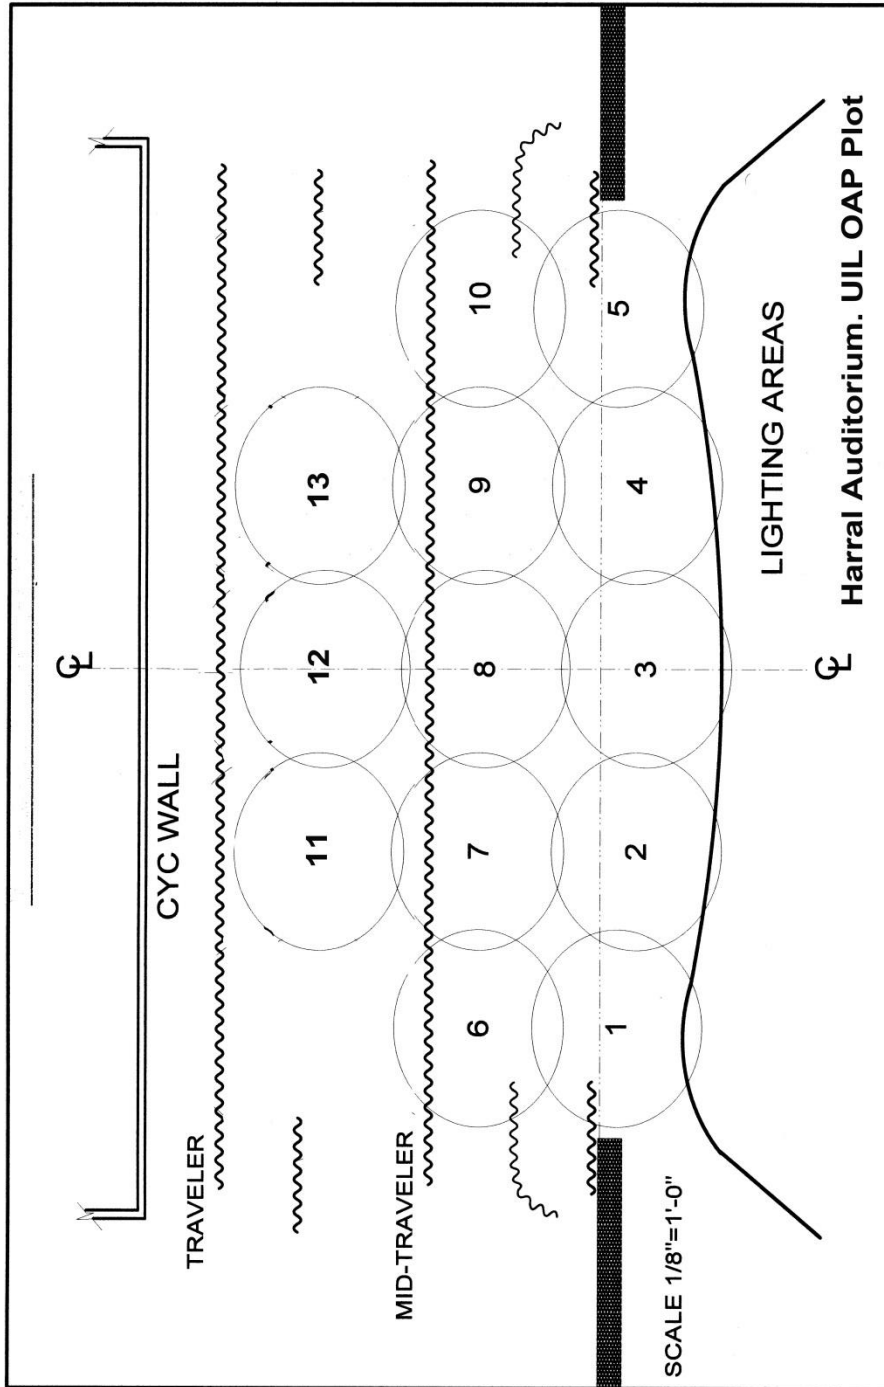 ℄
CYC WALL
TRAVELER
11 12 13
MID-TRAVELER
6 7 8 9 10
1 2 3 4 5
SCALE 1/8"=1'-0"
LIGHTING AREAS
℄
Harral Auditorium. UIL OAP Plot